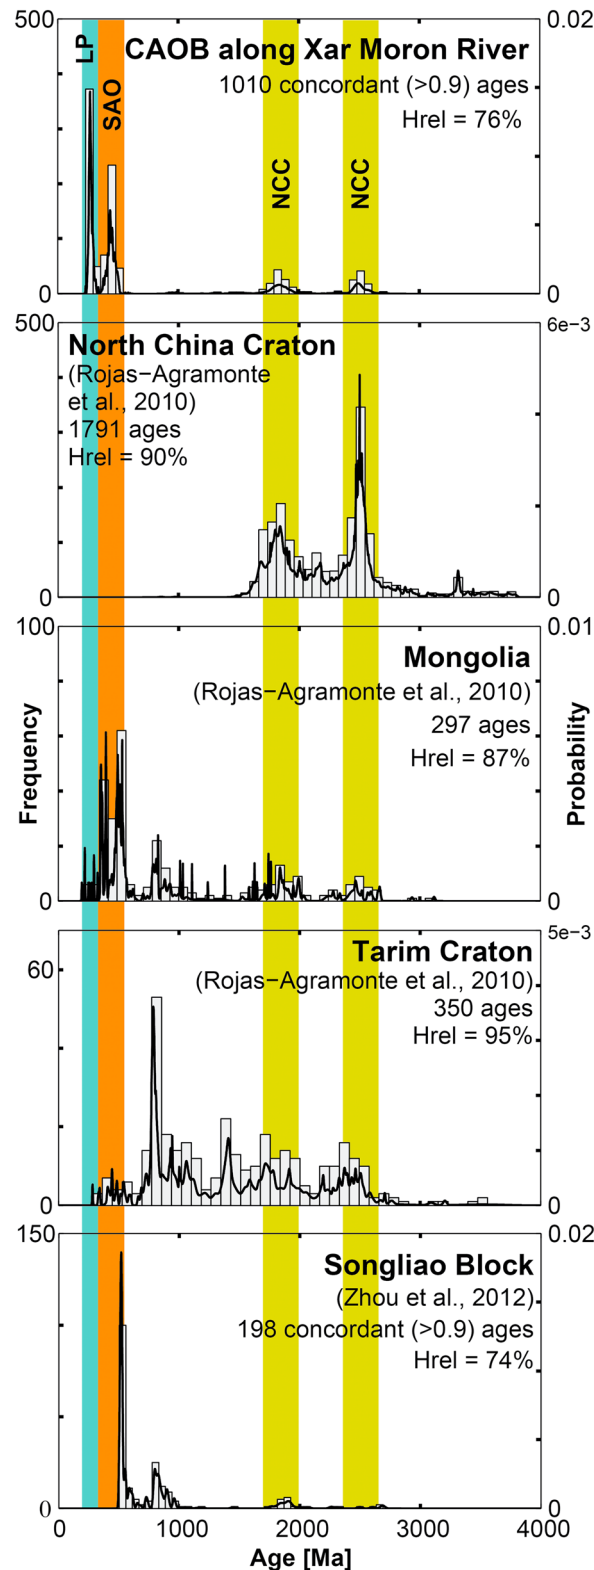 500
0.02
LP
CAOB along Xar Moron River
1010 concordant (>0.9) ages
Hrel = 76%
SAO
NCC
NCC
0
0
500
6e−3
North China Craton
(Rojas−Agramonte
et al., 2010)
1791 ages
Hrel = 90%
0
0
100
0.01
Mongolia
(Rojas−Agramonte et al., 2010)
297 ages
Hrel = 87%
Frequency
Probability
0
0
5e−3
Tarim Craton
60
(Rojas−Agramonte et al., 2010)
350 ages
Hrel = 95%
0
0
150
0.02
Songliao Block
(Zhou et al., 2012)
198 concordant (>0.9) ages
Hrel = 74%
0
0
0 1000 2000 3000 4000
Age [Ma]